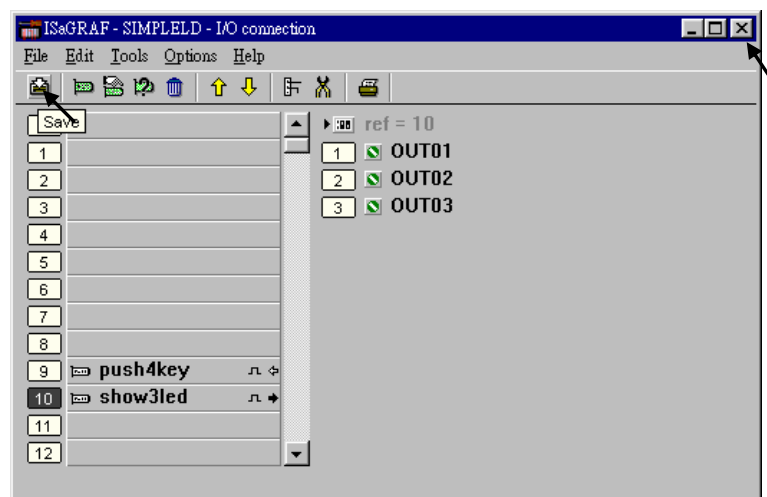 ISaGRAF - SIMPLELD - I/O connection
File Edit Tools Options Help
Save
ref = 10
1
OUT01
2
OUT02
3
OUT03
1
2
3
4
5
6
7
8
9 push4key
10 show3led
11
12